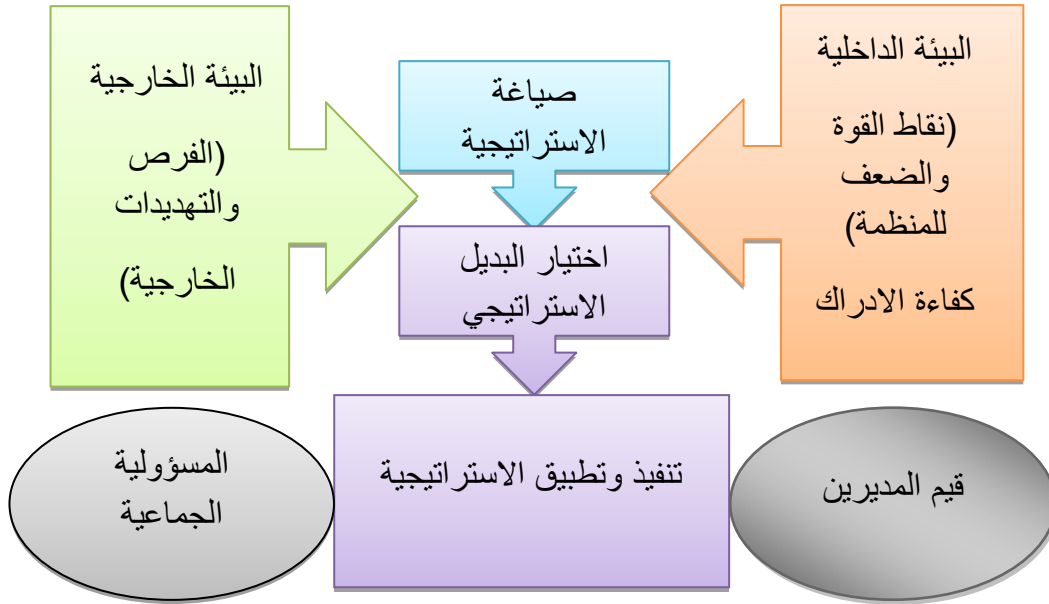 البيئة الداخلية
(نقاط القوة
والضعف
للمنظمة)
كفاءة الادراك
صياغة
الاستراتيجية
البيئة الخارجية
(الفرص
والتهديدات
الخارجية)
اختيار البديل
الاستراتيجي
قيم المديرين
تنفيذ وتطبيق الاستراتيجية
المسؤولية
الجماعية